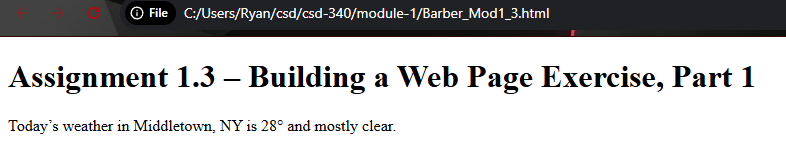 File C:/Users/Ryan/csd/csd-340/module-1/Barber_Mod1_3.html
Assignment 1.3 – Building a Web Page Exercise, Part 1
Today’s weather in Middletown, NY is 28° and mostly clear.